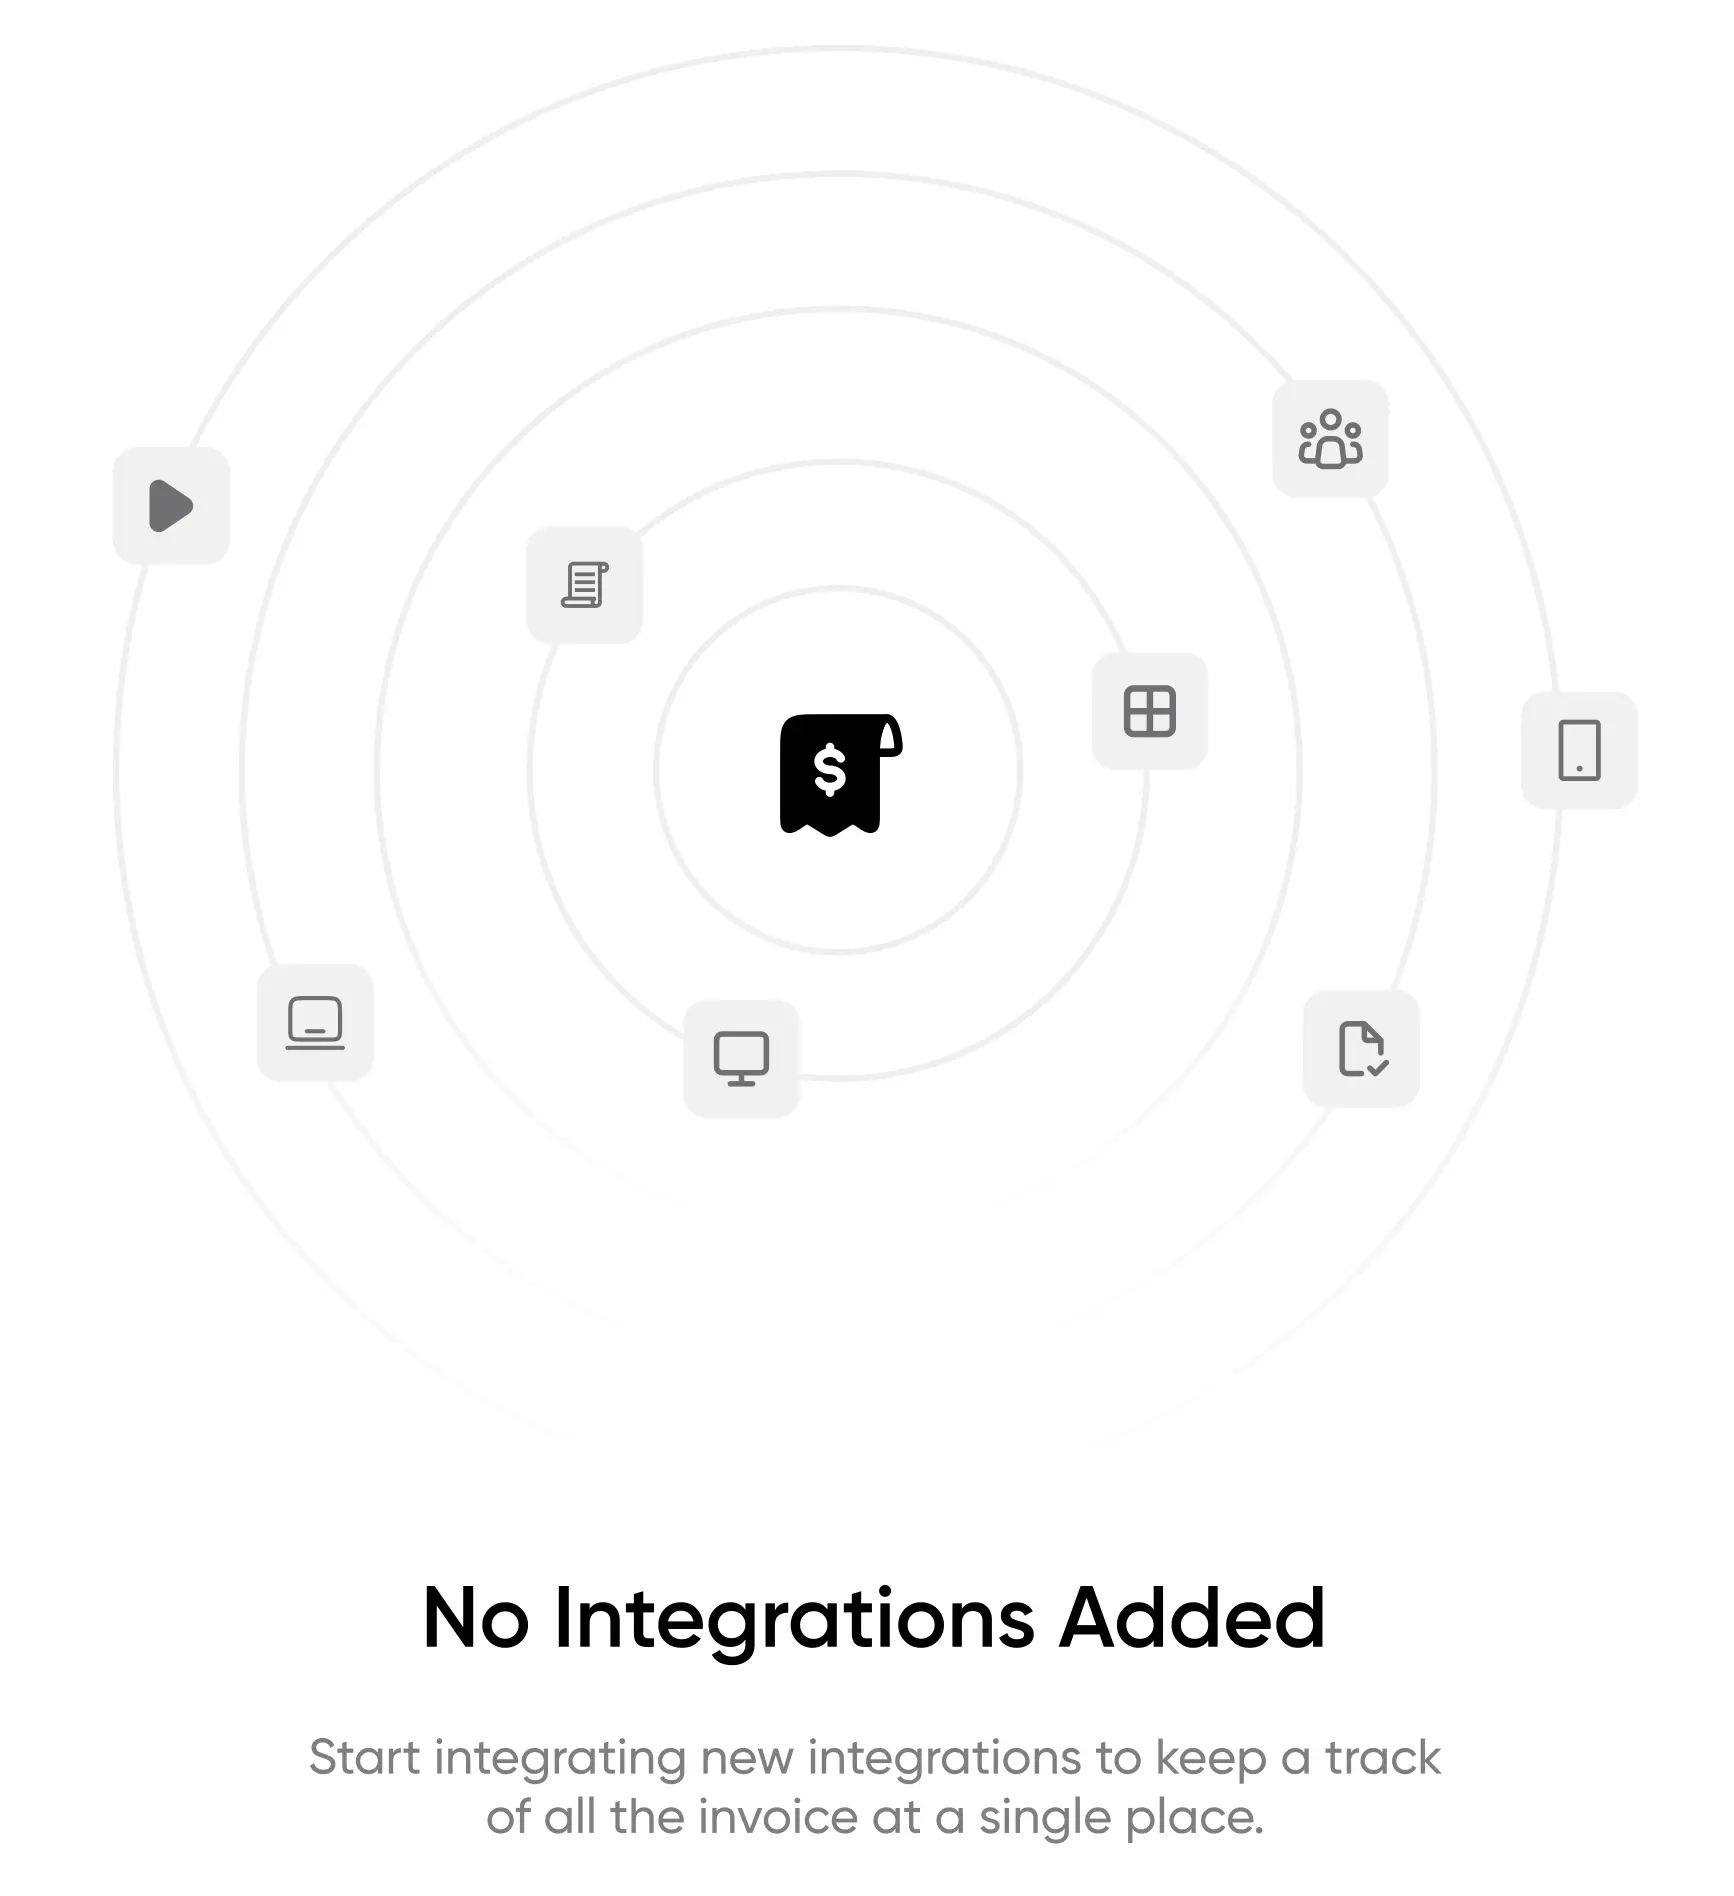 $
No Integrations Added
Start integrating new integrations to keep a track
of all the invoice at a single place.